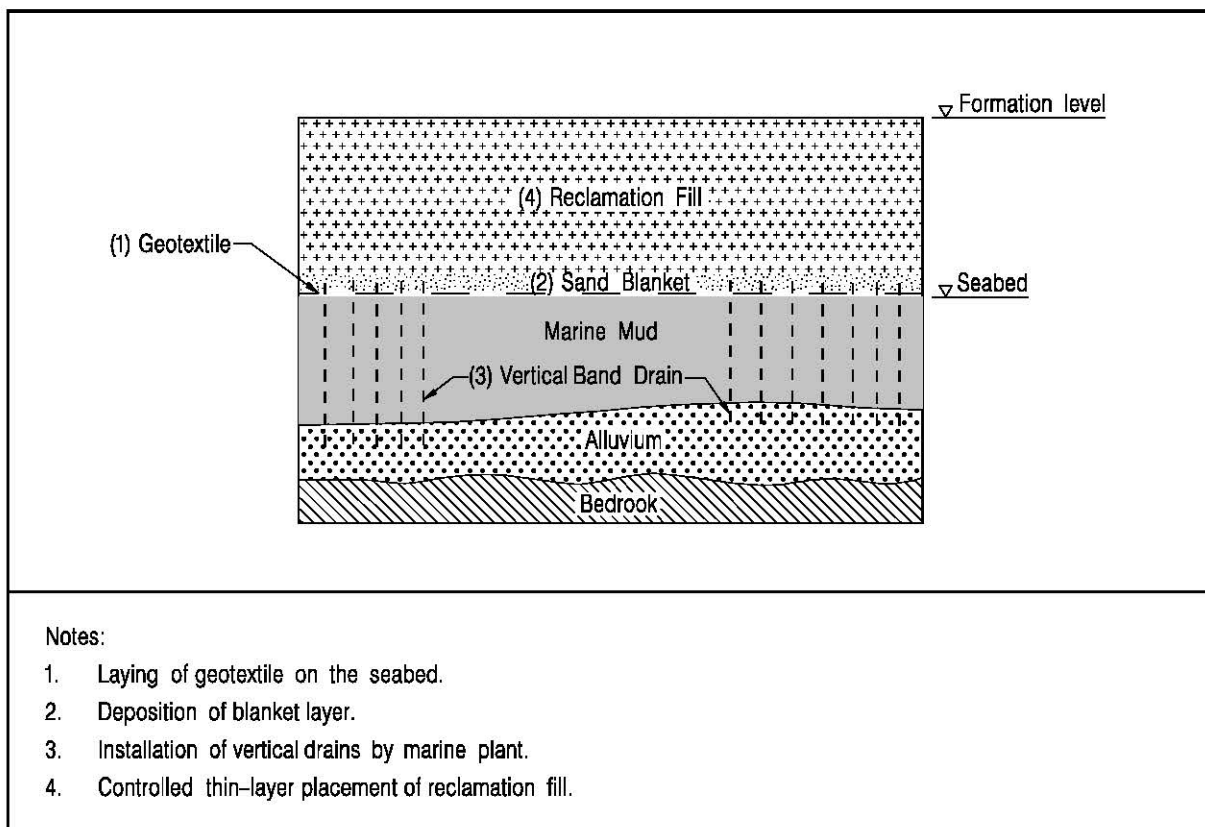 Formation level
(4) Reclamation Fill
(1) Geotextile
(2) Sand Blanket
Seabed
Marine Mud
(3) Vertical Band Drain
Alluvium
Bedrook
Notes:
1. Laying of geotextile on the seabed.
2. Deposition of blanket layer.
3. Installation of vertical drains by marine plant.
4. Controlled thin-layer placement of reclamation fill.